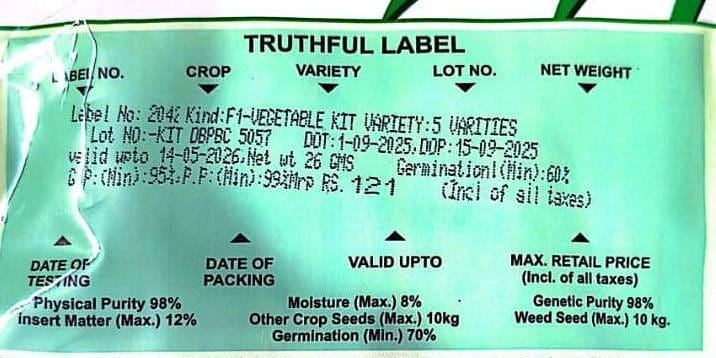 TRUTHFUL LABEL
LABEL NO. CROP VARIETY LOT NO. NET WEIGHT
Label No: 2042 Kind:F1-VEGETABLE KIT VARIETY:5 VARITIES
Lot NO:-KIT DBPBC 5057 DOT:1-09-2025.DOP:15-09-2025
valid upto 14-05-2026.Net wt 26 GMS Germination(Min):60%
G P:(Min):95%.P.P:(Min):99%Mrp RS. 121 (Incl of all taxes)
DATE OF TESTING DATE OF PACKING VALID UPTO MAX. RETAIL PRICE (Incl. of all taxes)
Physical Purity 98% Moisture (Max.) 8% Genetic Purity 98%
Insert Matter (Max.) 12% Other Crop Seeds (Max.) 10kg Weed Seed (Max.) 10 kg.
Germination (Min.) 70%